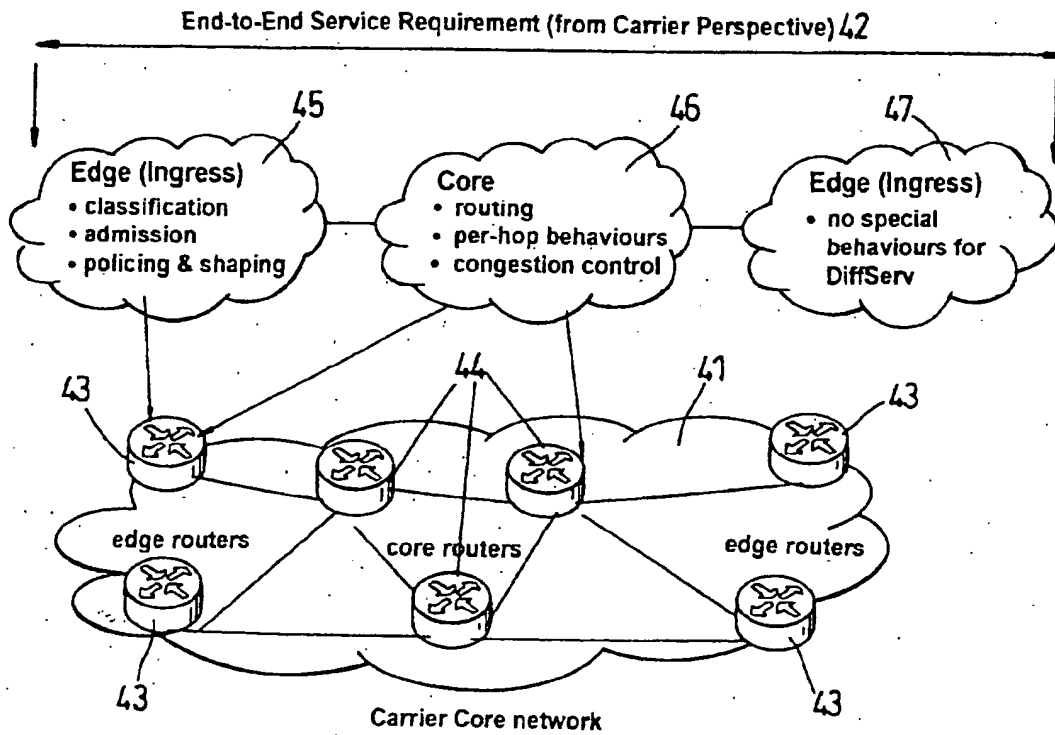 End-to-End Service Requirement (from Carrier Perspective) 42
45
46
47
Edge (Ingress)
• classification
• admission
• policing & shaping
Core
• routing
• per-hop behaviours
• congestion control
Edge (Ingress)
• no special
behaviours for
DiffServ
43
44
41
43
edge routers
core routers
edge routers
43
43
Carrier Core network